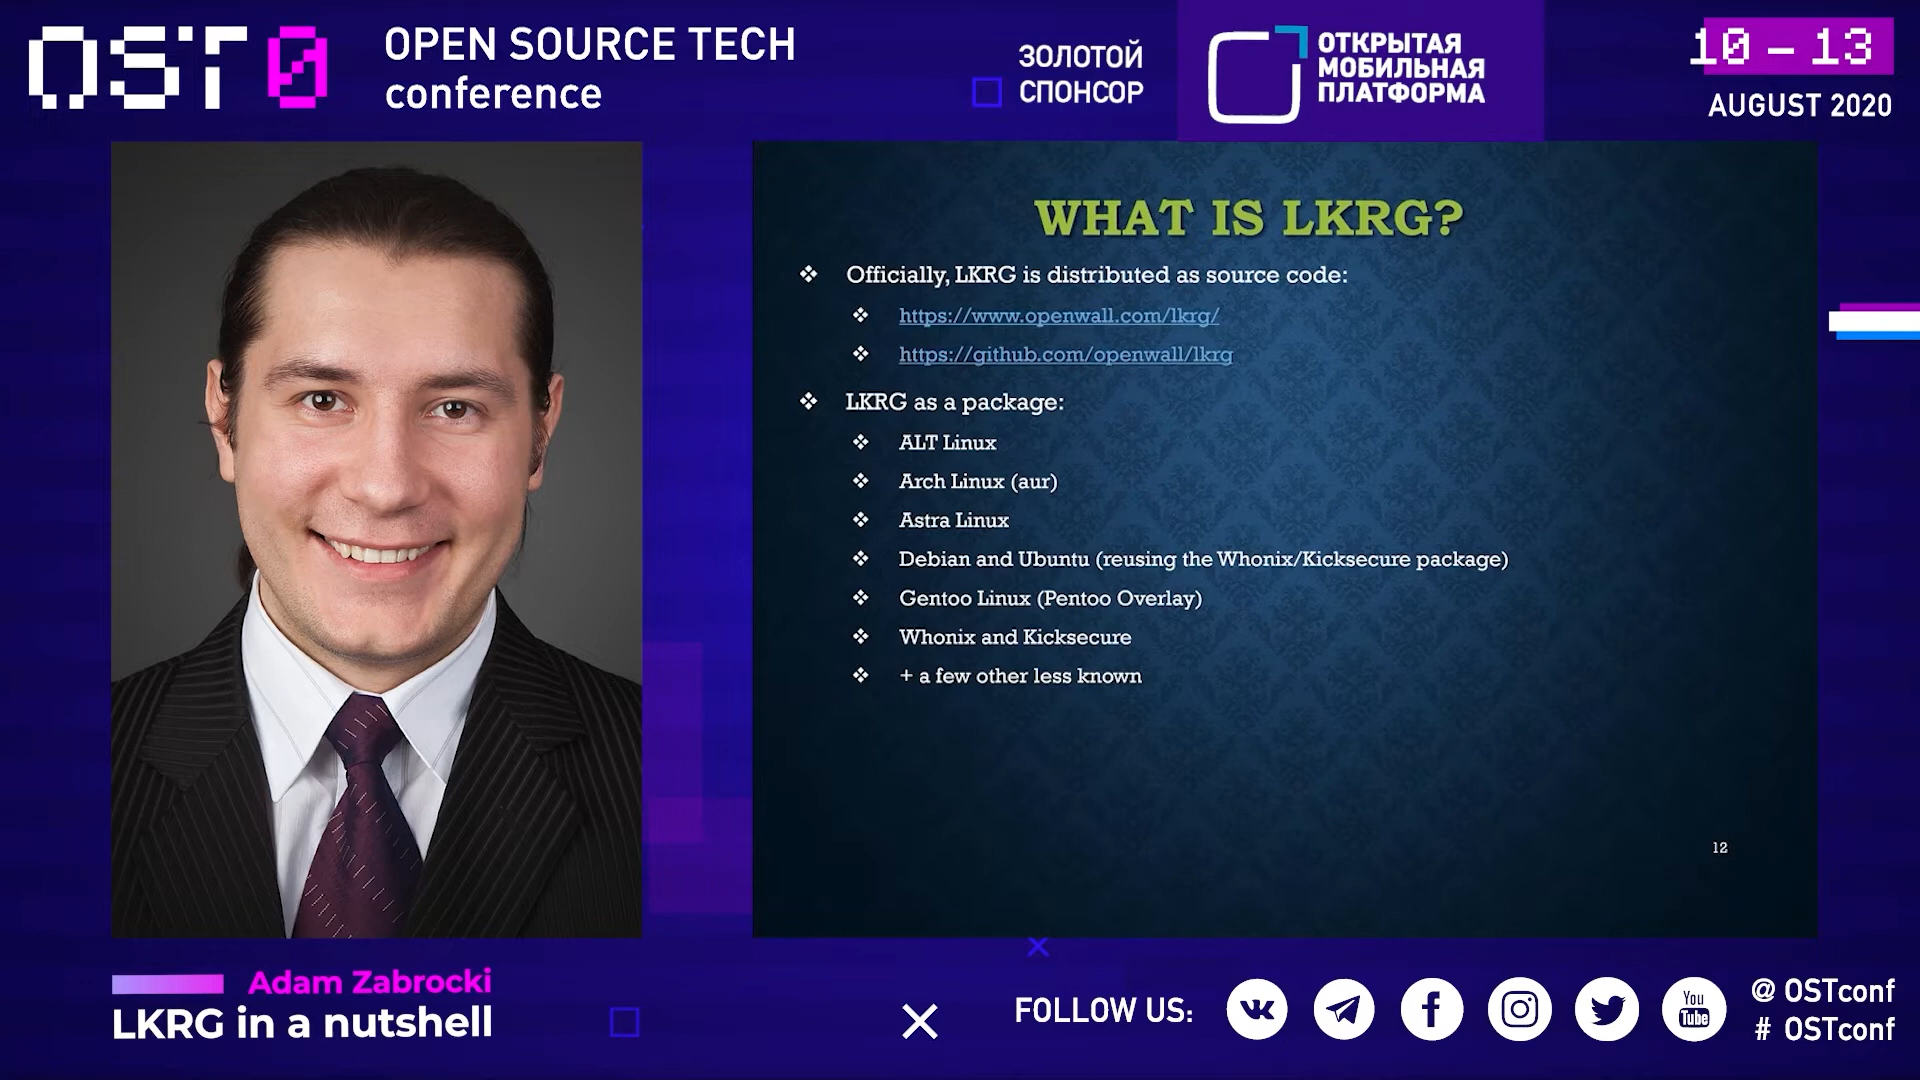 OST 0
OPEN SOURCE TECH
conference
ЗОЛОТОЙ
СПОНСОР
ОТКРЫТАЯ
МОБИЛЬНАЯ
ПЛАТФОРМА
10 – 13
AUGUST 2020
WHAT IS LKRG?
Officially, LKRG is distributed as source code:
https://www.openwall.com/lkrg/
https://github.com/openwall/lkrg
LKRG as a package:
ALT Linux
Arch Linux (aur)
Astra Linux
Debian and Ubuntu (reusing the Whonix/Kicksecure package)
Gentoo Linux (Pentoo Overlay)
Whonix and Kicksecure
+ a few other less known
12
Adam Zabrocki
LKRG in a nutshell
FOLLOW US:
You
Tube
@ OSTconf
# OSTconf